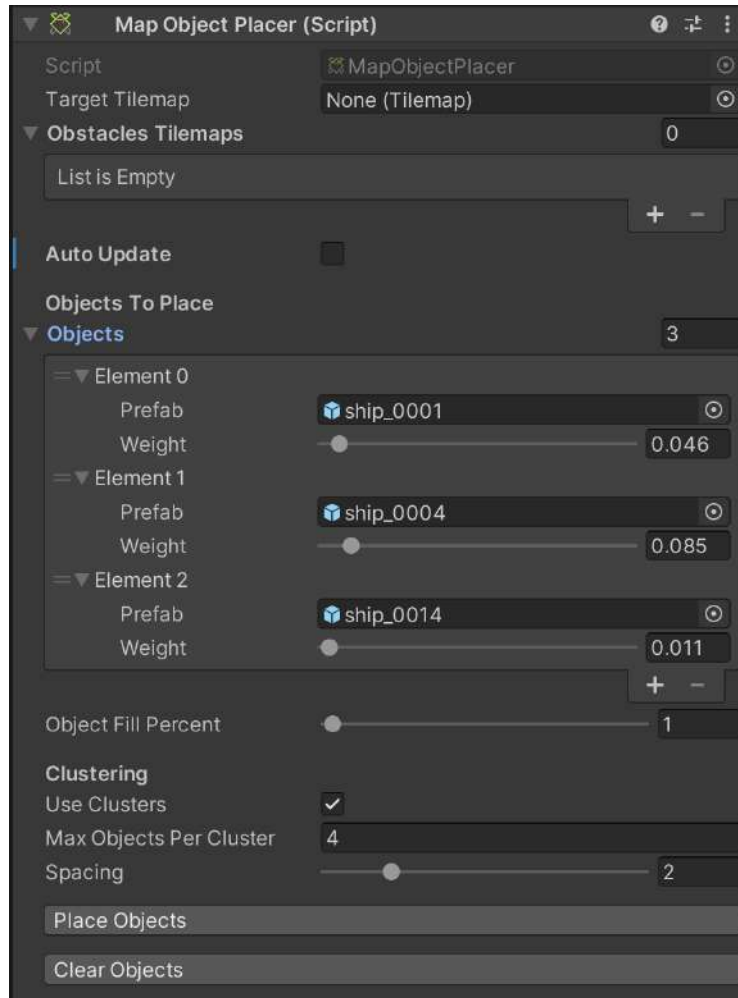 Map Object Placer (Script)
Script MapObjectPlacer
Target Tilemap None (Tilemap)
Obstacles Tilemaps 0
List is Empty
+ −
Auto Update
Objects To Place
Objects 3
Element 0
Prefab ship_0001
Weight 0.046
Element 1
Prefab ship_0004
Weight 0.085
Element 2
Prefab ship_0014
Weight 0.011
+ −
Object Fill Percent 1
Clustering
Use Clusters
Max Objects Per Cluster 4
Spacing 2
Place Objects
Clear Objects